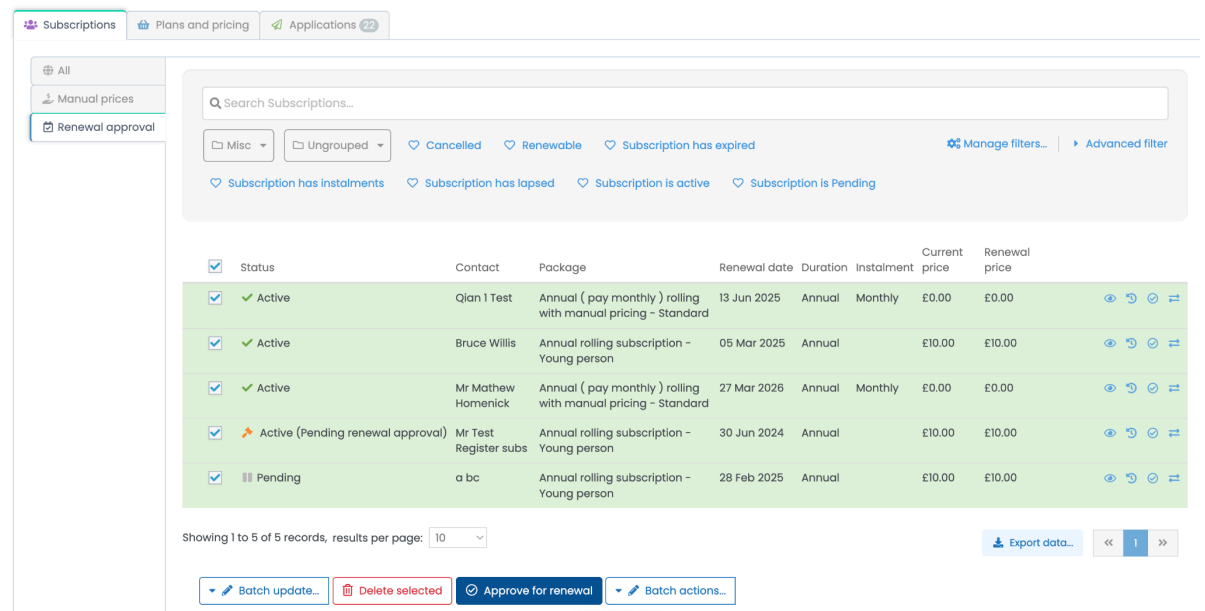 Subscriptions
Plans and pricing
Applications 22
All
Manual prices
Renewal approval
Search Subscriptions...
Misc
Ungrouped
Cancelled
Renewable
Subscription has expired
Manage filters...
Advanced filter
Subscription has instalments
Subscription has lapsed
Subscription is active
Subscription is Pending
Status Contact Package Renewal date Duration Instalment Current price Renewal price
Active Qian 1 Test Annual ( pay monthly ) rolling 13 Jun 2025 Annual Monthly £0.00 £0.00
with manual pricing - Standard
Active Bruce Willis Annual rolling subscription - 05 Mar 2025 Annual £10.00 £10.00
Young person
Active Mr Mathew Annual ( pay monthly ) rolling 27 Mar 2026 Annual Monthly £0.00 £0.00
Homenick with manual pricing - Standard
Active (Pending renewal approval) Mr Test Annual rolling subscription - 30 Jun 2024 Annual £10.00 £10.00
Register subs Young person
Pending a bc Annual rolling subscription - 28 Feb 2025 Annual £10.00 £10.00
Young person
Showing 1 to 5 of 5 records, results per page: 10
Export data...
« 1 »
Batch update...
Delete selected
Approve for renewal
Batch actions...